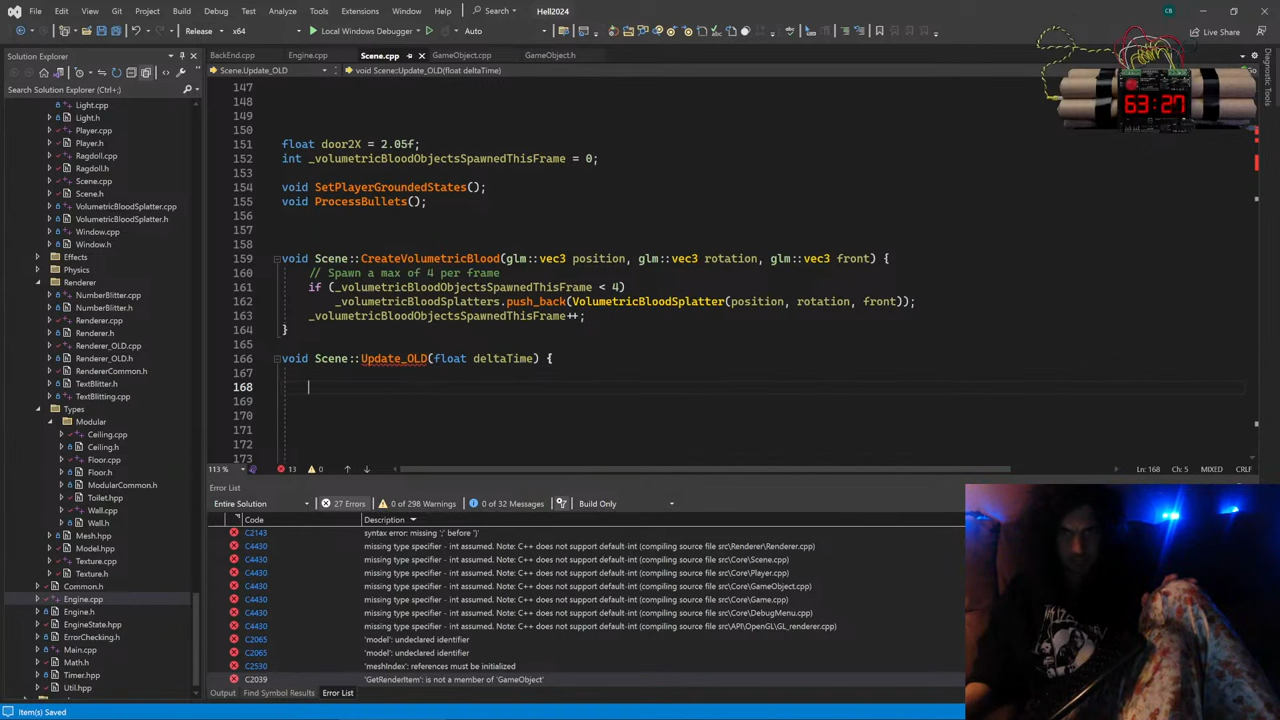 File Edit View Git Project Build Debug Test Analyze Tools Extensions Window Help Search Hell2024 CB
Release x64 Local Windows Debugger Auto Live Share
Solution Explorer
BackEnd.cpp Engine.cpp Scene.cpp GameObject.cpp GameObject.h
Scene.Update_OLD void Scene::Update_OLD(float deltaTime)
Search Solution Explorer (Ctrl+;)
Diagnostic Tools
63:27
Light.cpp
Light.h
Player.cpp
Player.h
Ragdoll.cpp
Ragdoll.h
Scene.cpp
Scene.h
VolumetricBloodSplatter.cpp
VolumetricBloodSplatter.h
Window.cpp
Window.h
Effects
Physics
Renderer
NumberBlitter.cpp
NumberBlitter.h
Renderer.cpp
Renderer.h
Renderer_OLD.cpp
Renderer_OLD.h
RendererCommon.h
TextBlitter.h
TextBlitting.cpp
Types
Modular
Ceiling.cpp
Ceiling.h
Floor.cpp
Floor.h
ModularCommon.h
Toilet.hpp
Wall.cpp
Wall.h
Mesh.hpp
Model.hpp
Texture.cpp
Texture.h
Common.h
Engine.cpp
Engine.h
EngineState.hpp
ErrorChecking.h
Main.cpp
Math.h
Timer.hpp
Util.hpp
147
148
149
150
151 float door2X = 2.05f;
152 int _volumetricBloodObjectsSpawnedThisFrame = 0;
153
154 void SetPlayerGroundedStates();
155 void ProcessBullets();
156
157
158
159 void Scene::CreateVolumetricBlood(glm::vec3 position, glm::vec3 rotation, glm::vec3 front) {
160 // Spawn a max of 4 per frame
161 if (_volumetricBloodObjectsSpawnedThisFrame < 4)
162 _volumetricBloodSplatters.push_back(VolumetricBloodSplatter(position, rotation, front));
163 _volumetricBloodObjectsSpawnedThisFrame++;
164 }
165
166 void Scene::Update_OLD(float deltaTime) {
167
168
169
170
171
172
173
113 % 13 0 Ln: 168 Ch: 5 MIXED CRLF
Error List
Entire Solution 27 Errors 0 of 298 Warnings 0 of 32 Messages Build Only
Code Description
C2143 syntax error: missing ';' before '}'
C4430 missing type specifier - int assumed. Note: C++ does not support default-int (compiling source file src\Renderer\Renderer.cpp)
C4430 missing type specifier - int assumed. Note: C++ does not support default-int (compiling source file src\Core\Scene.cpp)
C4430 missing type specifier - int assumed. Note: C++ does not support default-int (compiling source file src\Core\Player.cpp)
C4430 missing type specifier - int assumed. Note: C++ does not support default-int (compiling source file src\Core\GameObject.cpp)
C4430 missing type specifier - int assumed. Note: C++ does not support default-int (compiling source file src\Core\Game.cpp)
C4430 missing type specifier - int assumed. Note: C++ does not support default-int (compiling source file src\Core\DebugMenu.cpp)
C4430 missing type specifier - int assumed. Note: C++ does not support default-int (compiling source file src\API\OpenGL\GL_renderer.cpp)
C2065 'model': undeclared identifier
C2065 'model': undeclared identifier
C2530 'meshIndex': references must be initialized
C2039 'GetRenderItem': is not a member of 'GameObject'
Output Find Symbol Results Error List
Item(s) Saved